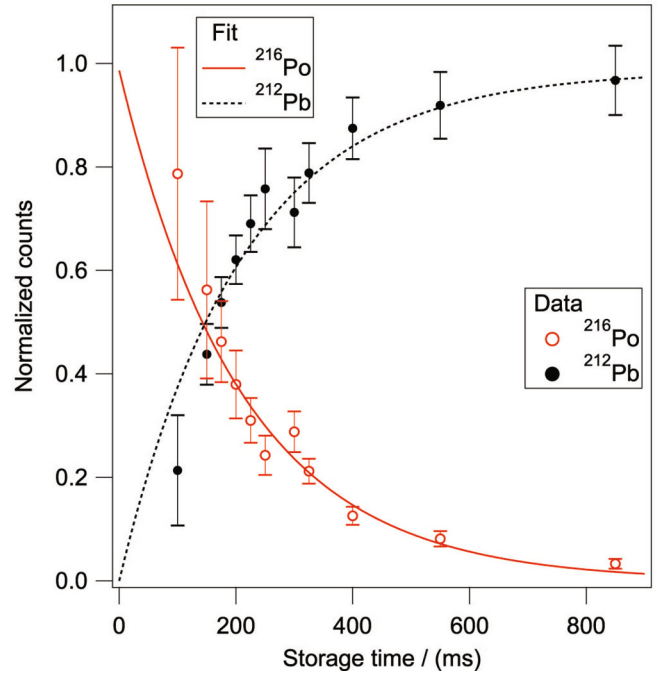 Fit
²¹⁶Po
²¹²Pb
1.0
0.8
0.6
0.4
0.2
0.0
Normalized counts
Data
²¹⁶Po
²¹²Pb
0 200 400 600 800
Storage time / (ms)